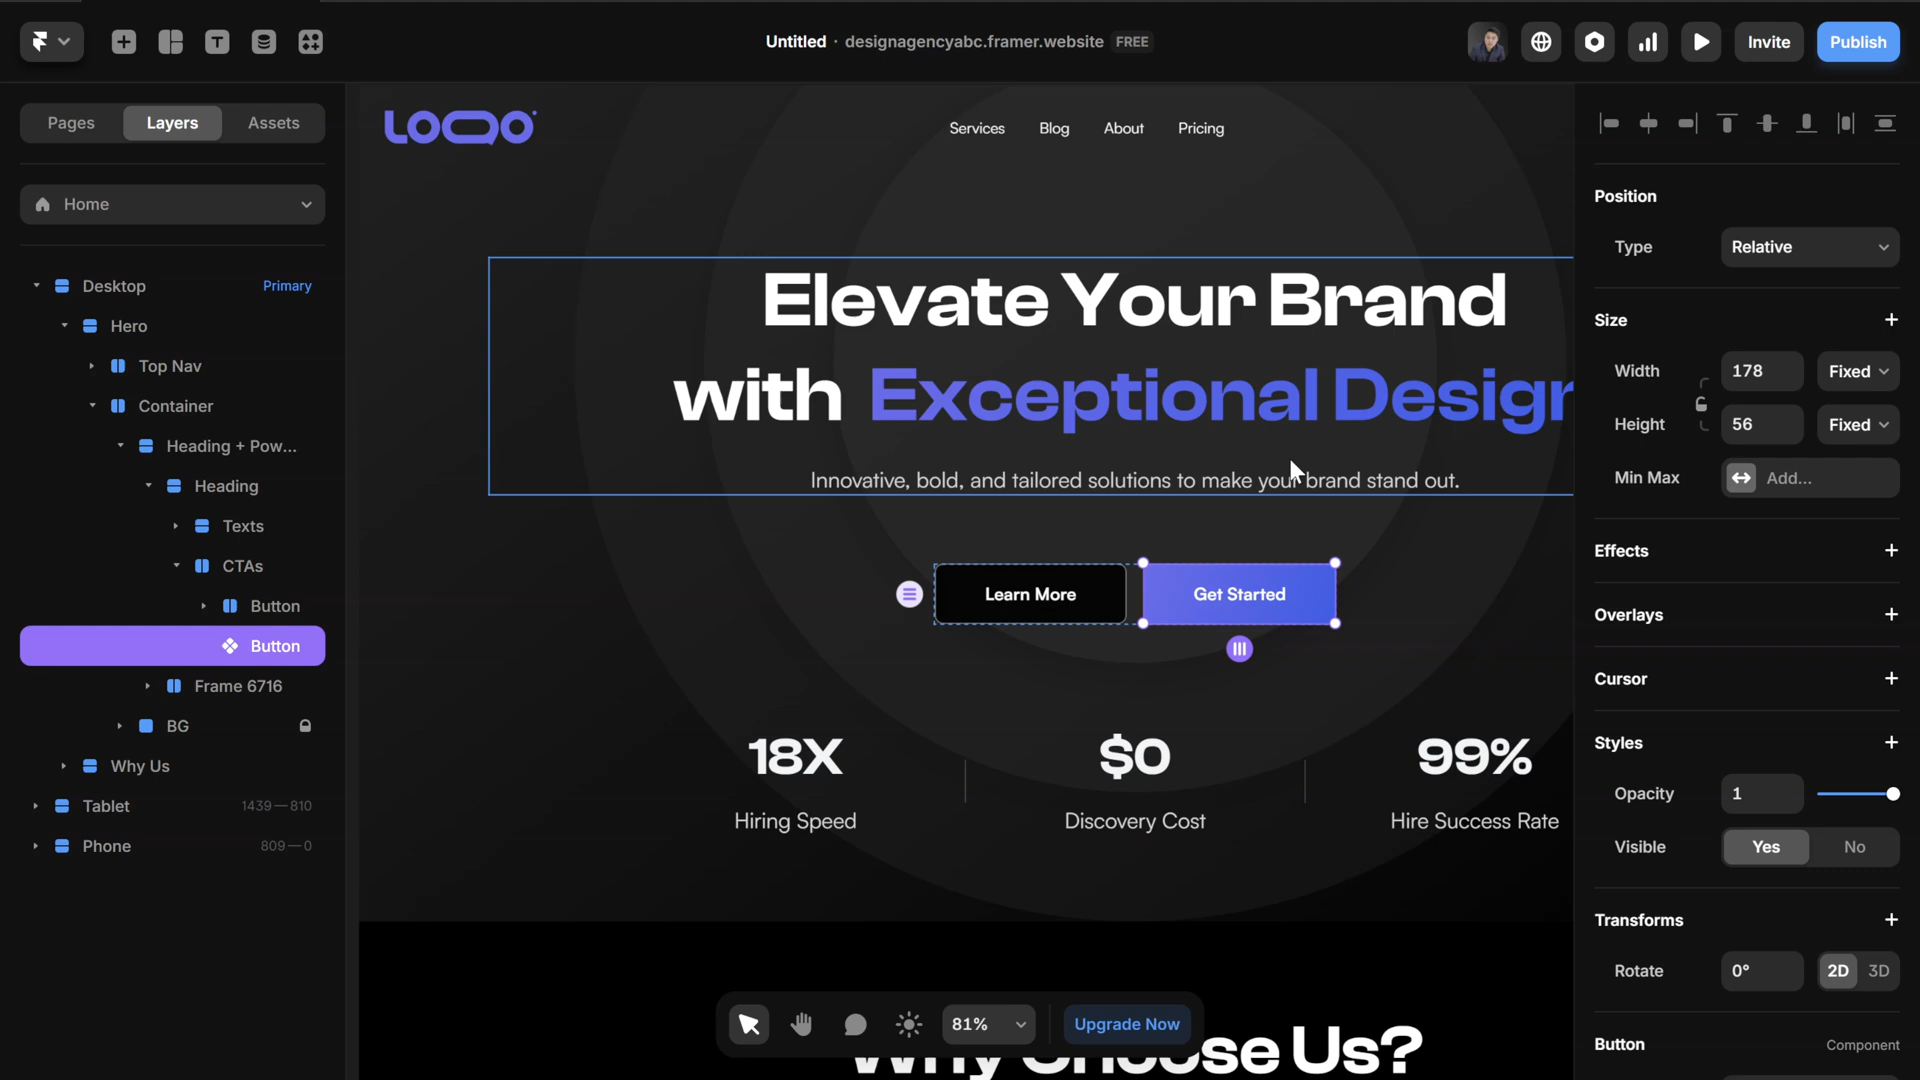 Untitled · designagencyabc.framer.website FREE
Invite
Publish
Pages
Layers
Assets
Home
Desktop
Primary
Hero
Top Nav
Container
Heading + Pow...
Heading
Texts
CTAs
Button
Button
Frame 6716
BG
Why Us
Tablet
1439—810
Phone
809—0
LOQO
Services
Blog
About
Pricing
Elevate Your Brand
with Exceptional Design
Innovative, bold, and tailored solutions to make your brand stand out.
Learn More
Get Started
18X
Hiring Speed
$0
Discovery Cost
99%
Hire Success Rate
Why Choose Us?
81%
Upgrade Now
Position
Type
Relative
Size
Width
178
Fixed
Height
56
Fixed
Min Max
Add...
Effects
Overlays
Cursor
Styles
Opacity
1
Visible
Yes
No
Transforms
Rotate
0°
2D
3D
Button
Component